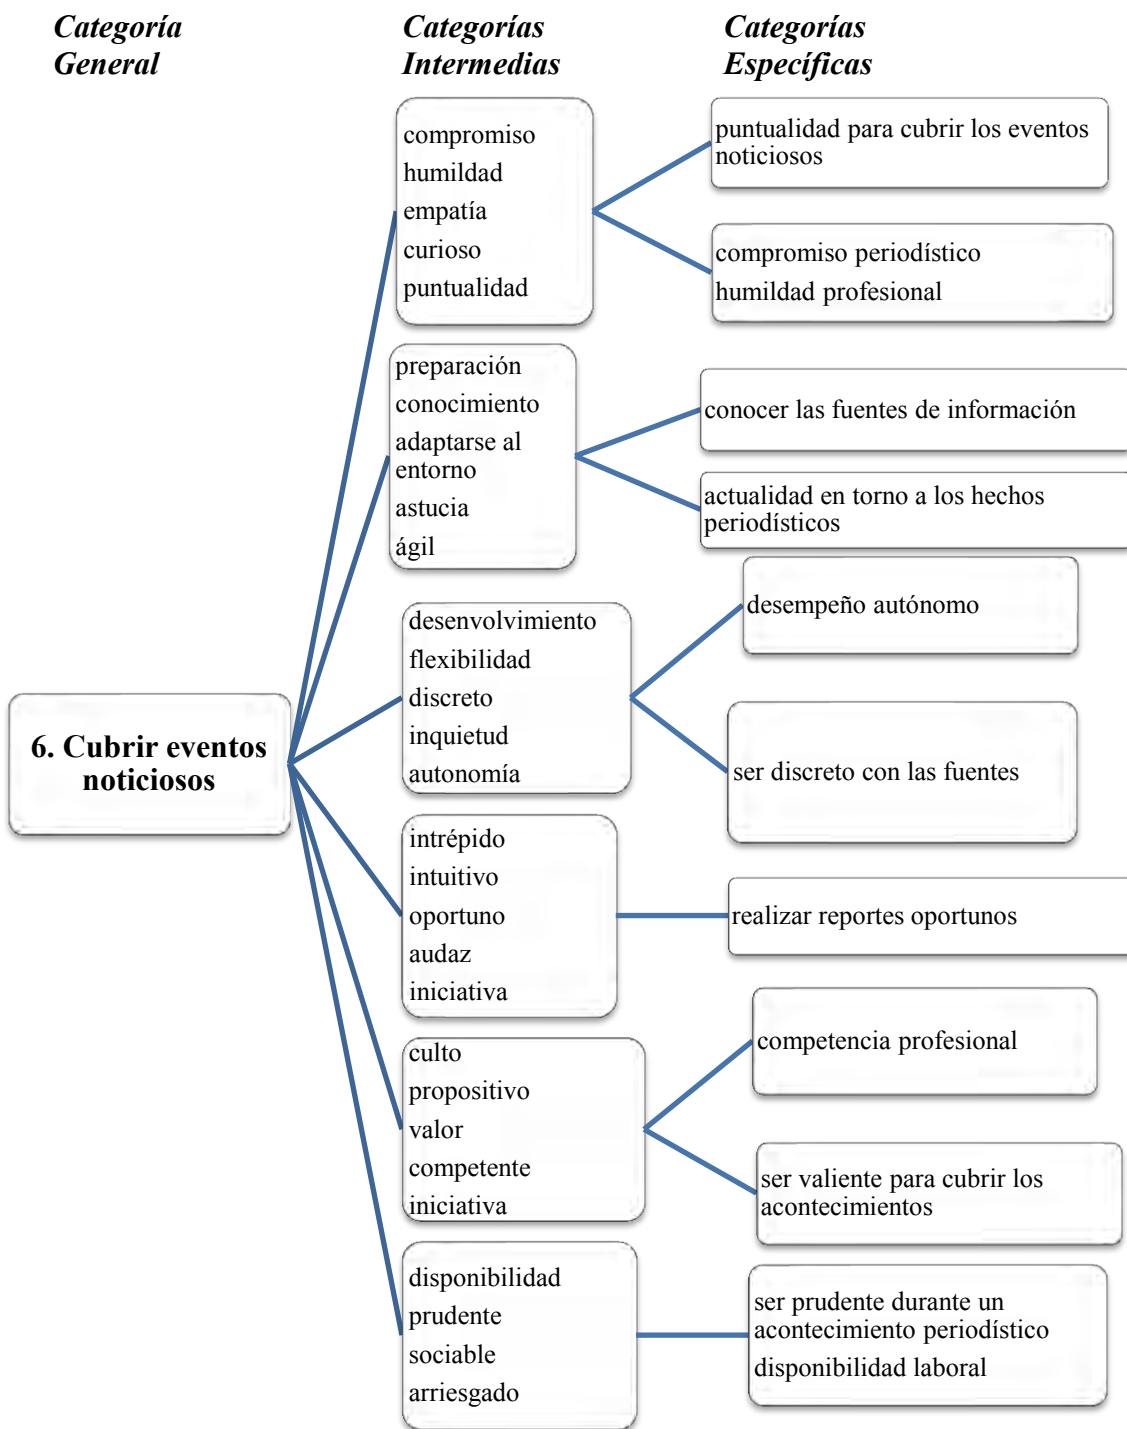 Categoría
General
Categorías
Intermedias
Categorías
Específicas
6. Cubrir eventos
noticiosos
compromiso
humildad
empatía
curioso
puntualidad
puntualidad para cubrir los eventos
noticiosos
compromiso periodístico
humildad profesional
preparación
conocimiento
adaptarse al
entorno
astucia
ágil
conocer las fuentes de información
actualidad en torno a los hechos
periodísticos
desenvolvimiento
flexibilidad
discreto
inquietud
autonomía
desempeño autónomo
ser discreto con las fuentes
intrépido
intuitivo
oportuno
audaz
iniciativa
realizar reportes oportunos
culto
propositivo
valor
competente
iniciativa
competencia profesional
ser valiente para cubrir los
acontecimientos
disponibilidad
prudente
sociable
arriesgado
ser prudente durante un
acontecimiento periodístico
disponibilidad laboral